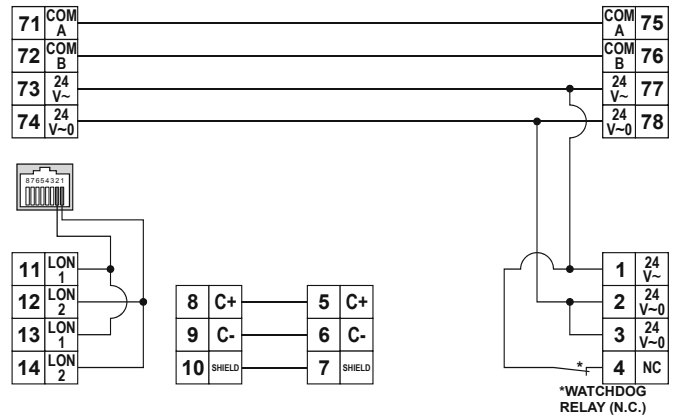 71 COM A
COM A 75
72 COM B
COM B 76
73 24 V~
24 V~ 77
74 24 V~0
24 V~0 78
87654321
11 LON 1
12 LON 2
13 LON 1
14 LON 2
8 C+
5 C+
9 C-
6 C-
10 SHIELD
7 SHIELD
1 24 V~
2 24 V~0
3 24 V~0
* 4 NC
*WATCHDOG
RELAY (N.C.)